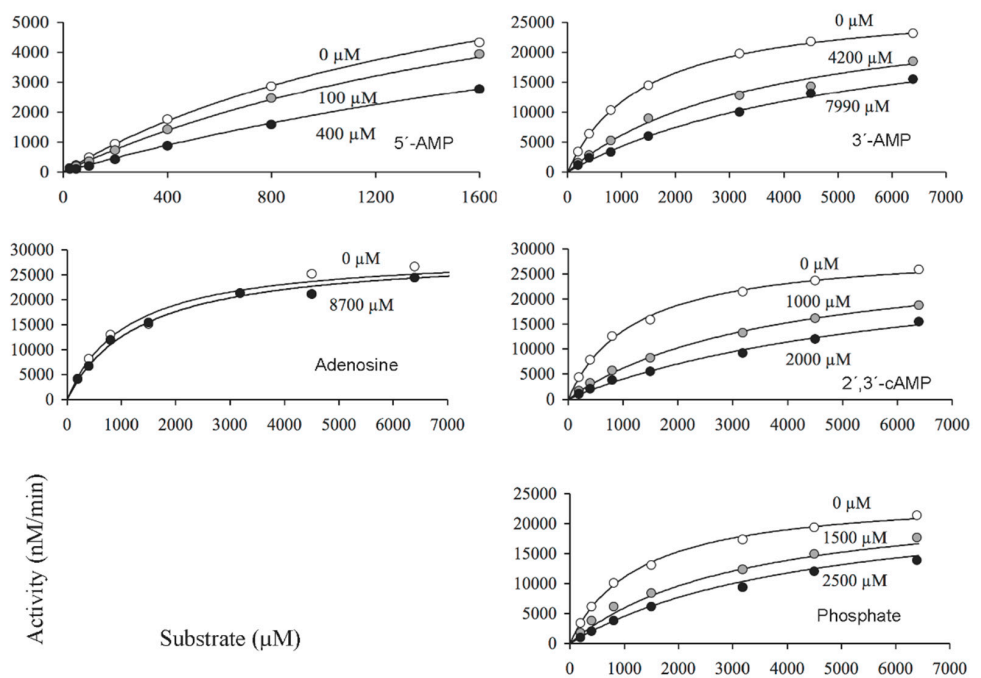 5000
4000
3000
2000
1000
0
0 µM
100 µM
400 µM
5´-AMP
0 400 800 1200 1600
25000
20000
15000
10000
5000
0
0 µM
4200 µM
7990 µM
3´-AMP
0 1000 2000 3000 4000 5000 6000 7000
30000
25000
20000
15000
10000
5000
0
0 µM
8700 µM
Adenosine
0 1000 2000 3000 4000 5000 6000 7000
30000
25000
20000
15000
10000
5000
0
0 µM
1000 µM
2000 µM
2´,3´-cAMP
0 1000 2000 3000 4000 5000 6000 7000
Activity (nM/min)
Substrate (µM)
25000
20000
15000
10000
5000
0
0 µM
1500 µM
2500 µM
Phosphate
0 1000 2000 3000 4000 5000 6000 7000